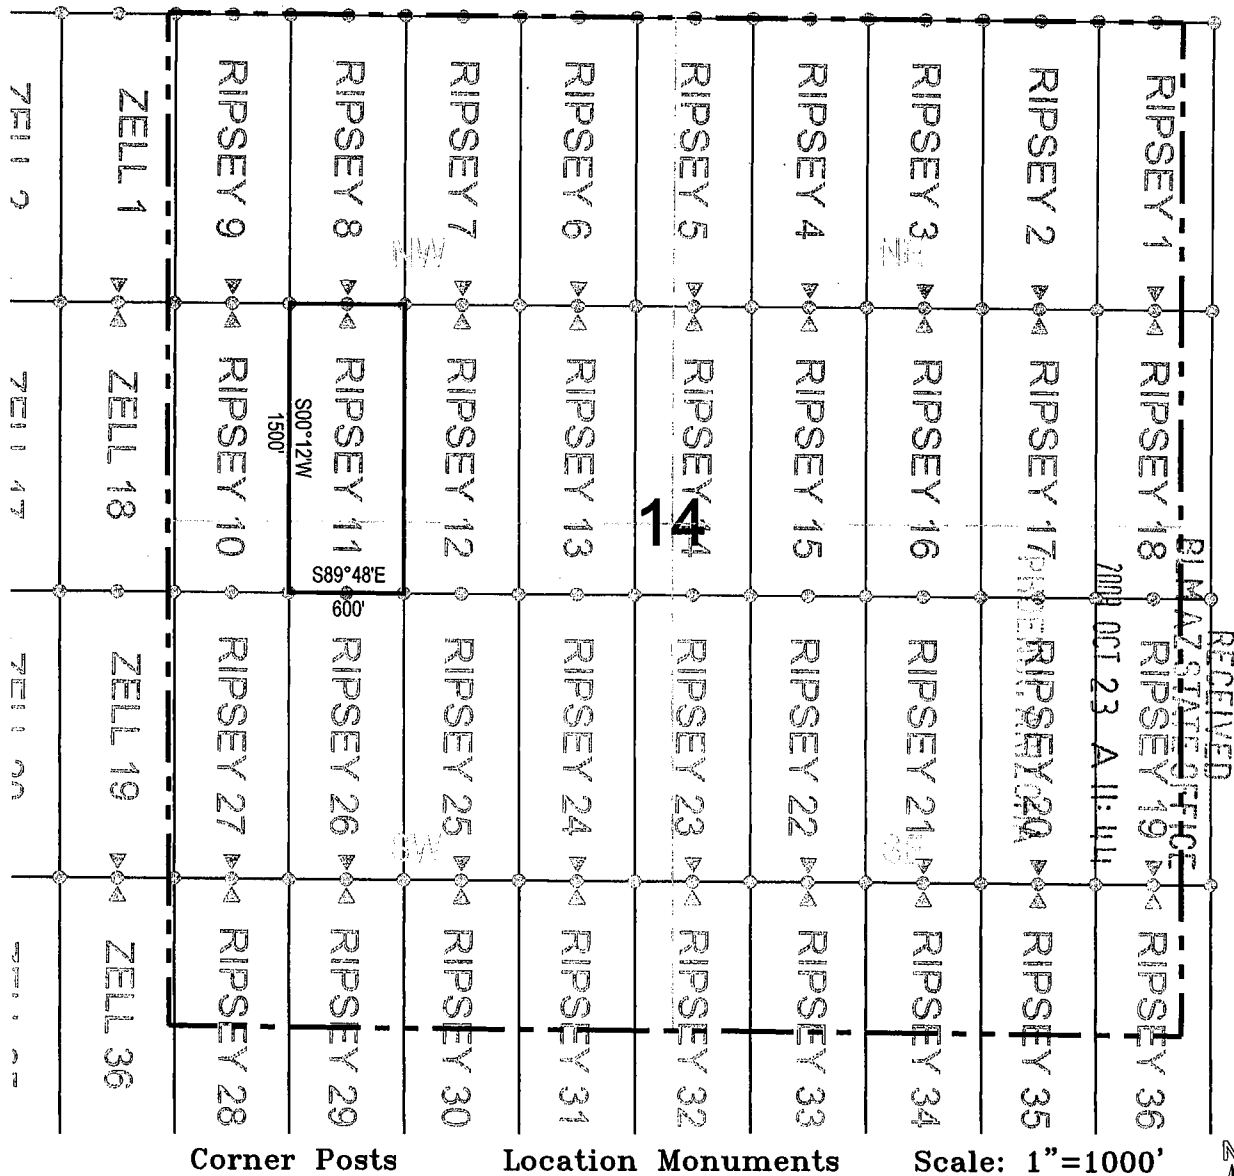 ZELL 1
RIPSEY 9
RIPSEY 8
RIPSEY 7
RIPSEY 6
RIPSEY 5
RIPSEY 4
RIPSEY 3
RIPSEY 2
RIPSEY 1
NW
ZELL 18
RIPSEY 10
RIPSEY 11
RIPSEY 12
RIPSEY 13
RIPSEY 14
RIPSEY 15
RIPSEY 16
RIPSEY 17
RIPSEY 18
S00°12'W
1500'
14
S89°48'E
600'
RECEIVED
BLM AZ STATE OFFICE
OCT 23 A 11:
ZELL 19
RIPSEY 27
RIPSEY 26
RIPSEY 25
RIPSEY 24
RIPSEY 23
RIPSEY 22
RIPSEY 21
RIPSEY 20
RIPSEY 19
SW
ZELL 36
RIPSEY 28
RIPSEY 29
RIPSEY 30
RIPSEY 31
RIPSEY 32
RIPSEY 33
RIPSEY 34
RIPSEY 35
RIPSEY 36
Corner Posts
Location Monuments
Scale: 1"=1000'